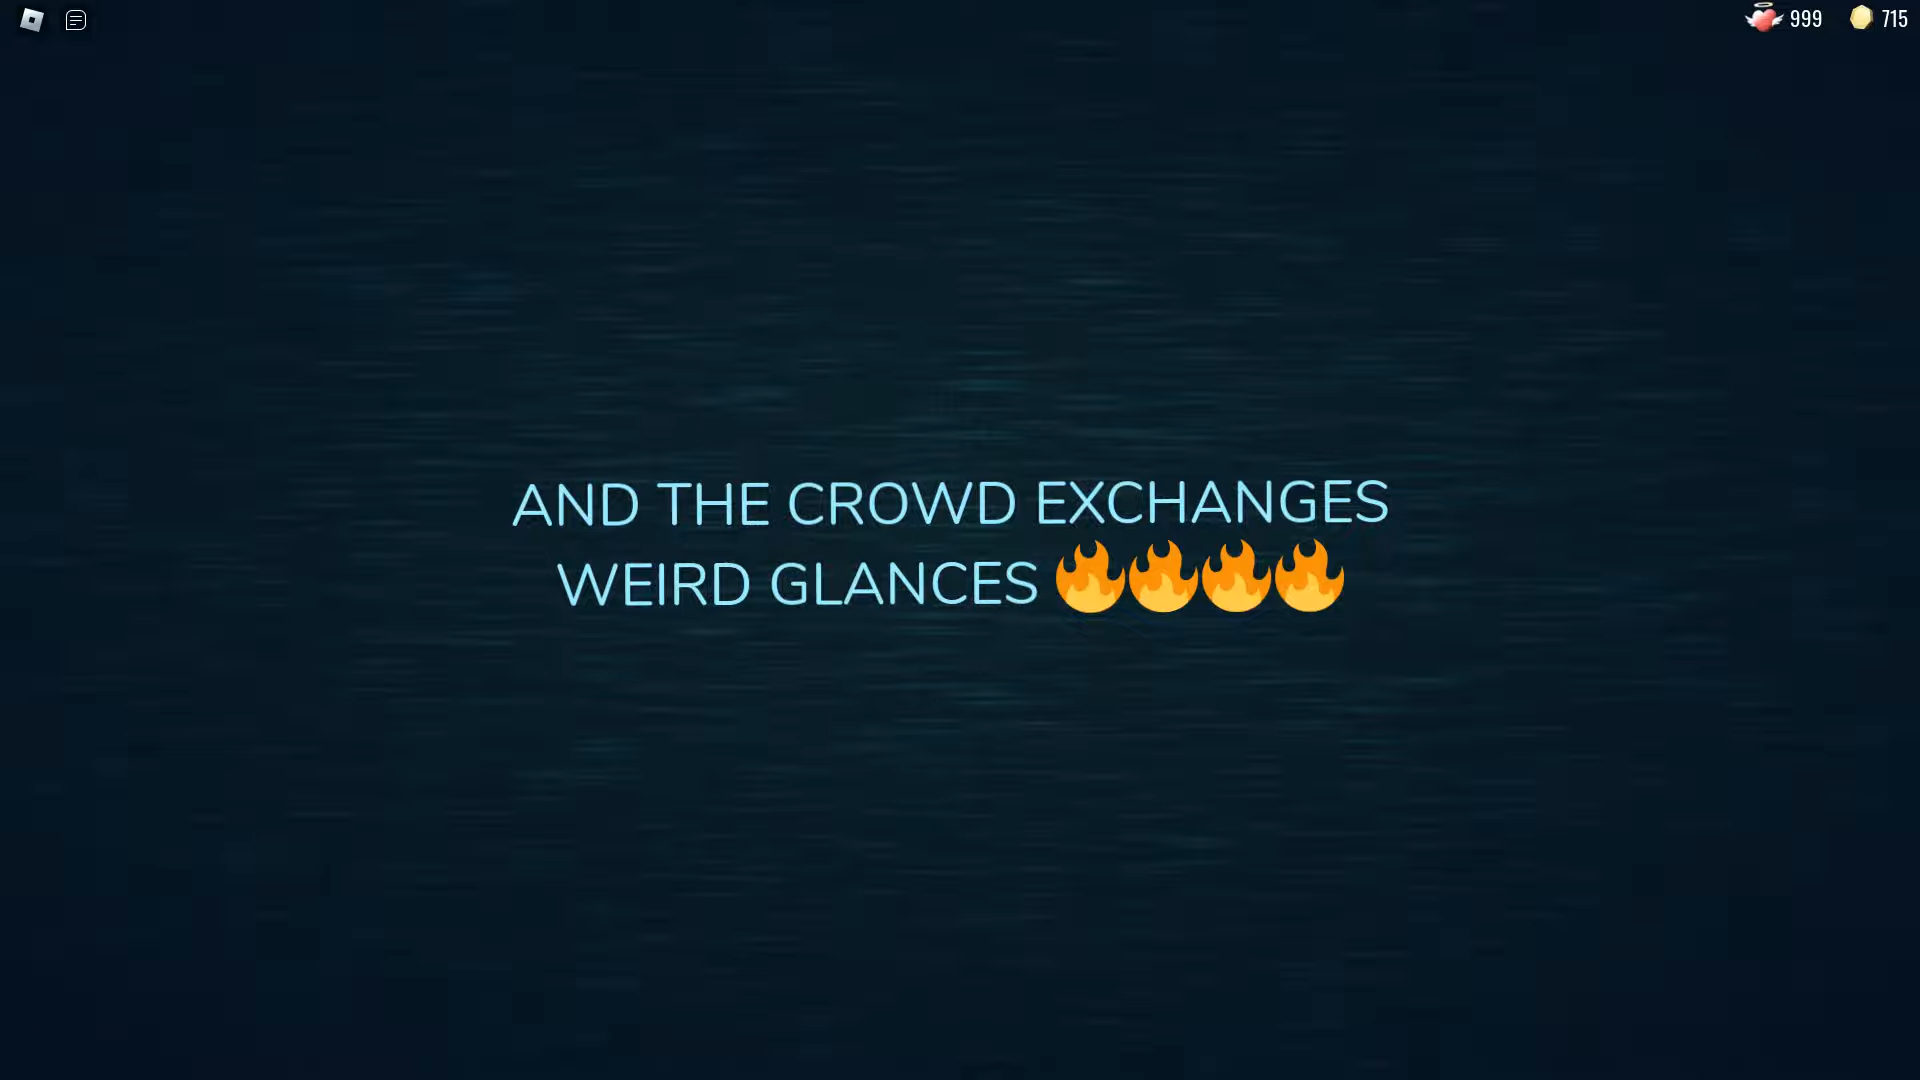 999 715
AND THE CROWD EXCHANGES
WEIRD GLANCES 🔥🔥🔥🔥